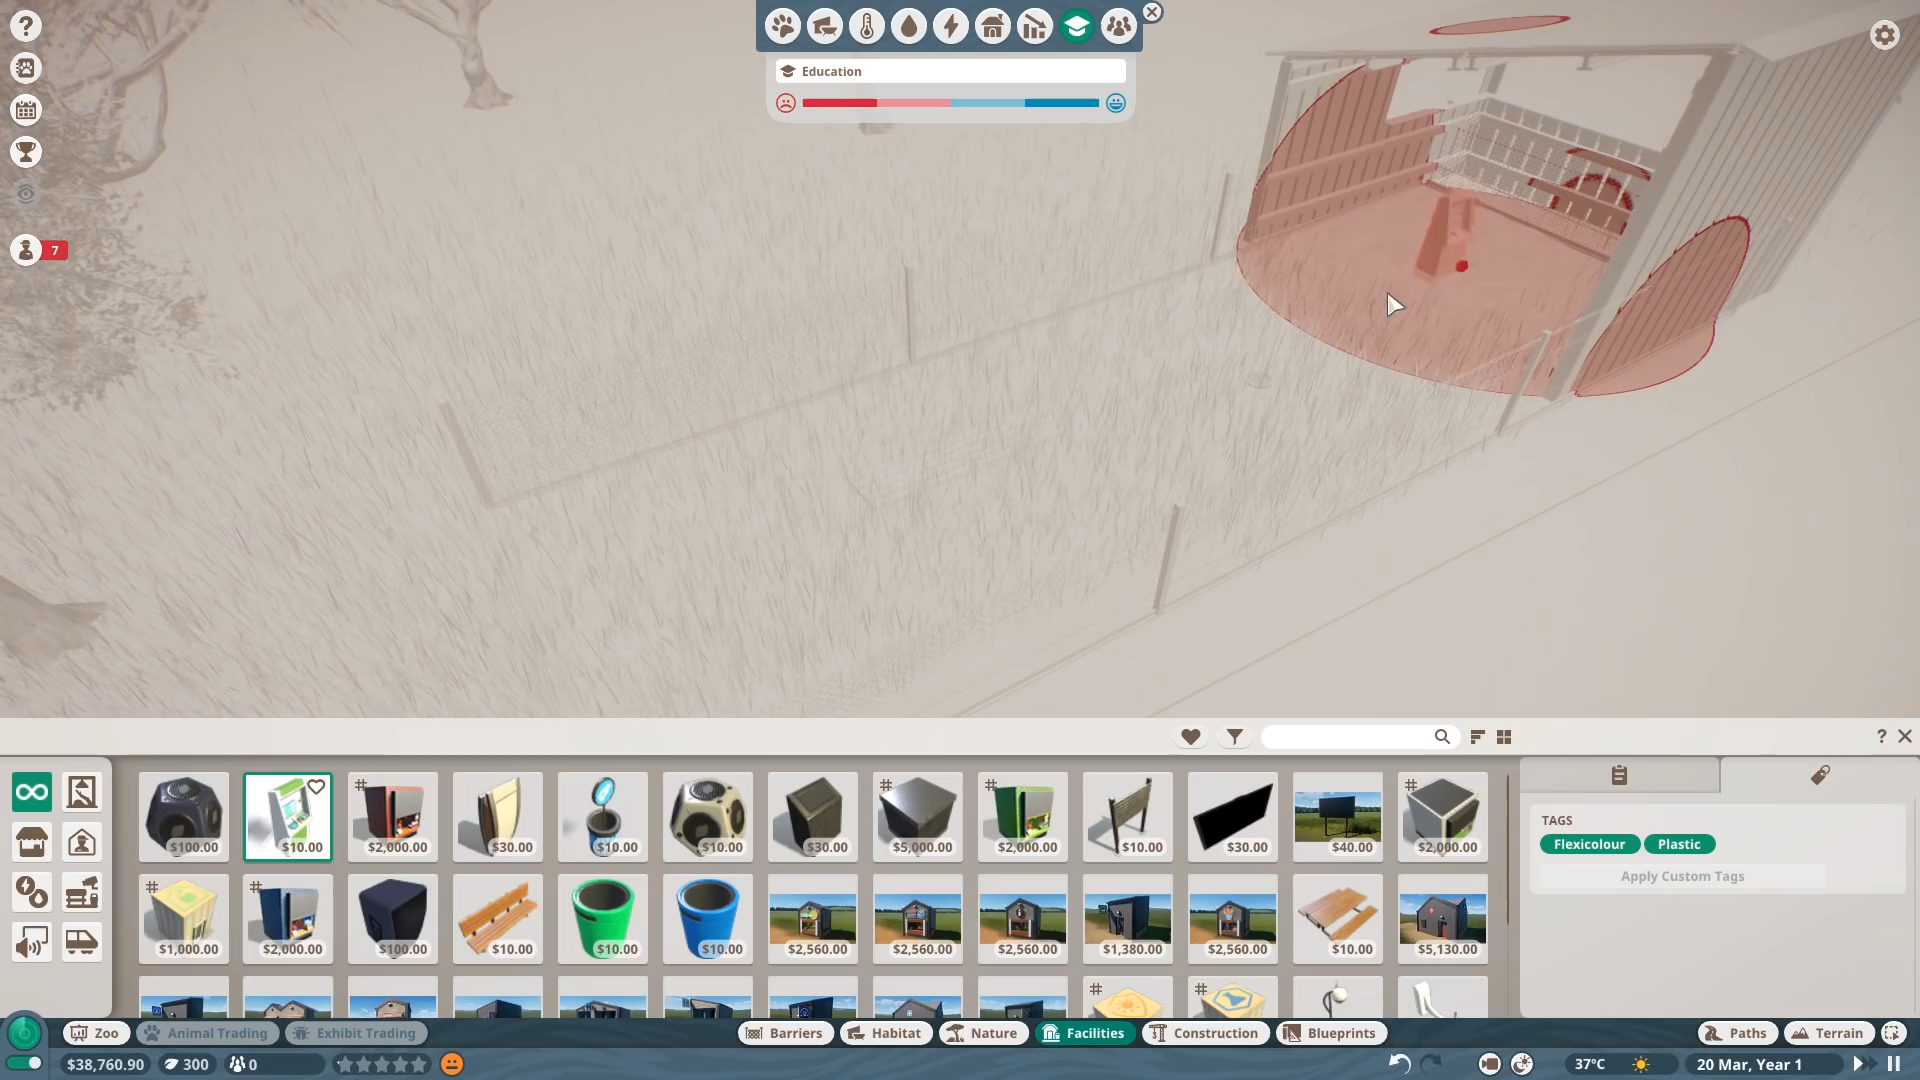 ?
Education
7
? 
$100.00 $10.00 $2,000.00 $30.00 $10.00 $10.00 $30.00 $5,000.00 $2,000.00 $10.00 $30.00 $40.00 $2,000.00
TAGS
Flexicolour Plastic
Apply Custom Tags
$1,000.00 $2,000.00 $100.00 $10.00 $10.00 $10.00 $2,560.00 $2,560.00 $2,560.00 $1,380.00 $2,560.00 $10.00 $5,130.00
Zoo Animal Trading Exhibit Trading Barriers Habitat Nature Facilities Construction Blueprints Paths Terrain
$38,760.90 300 0 37°C 20 Mar, Year 1